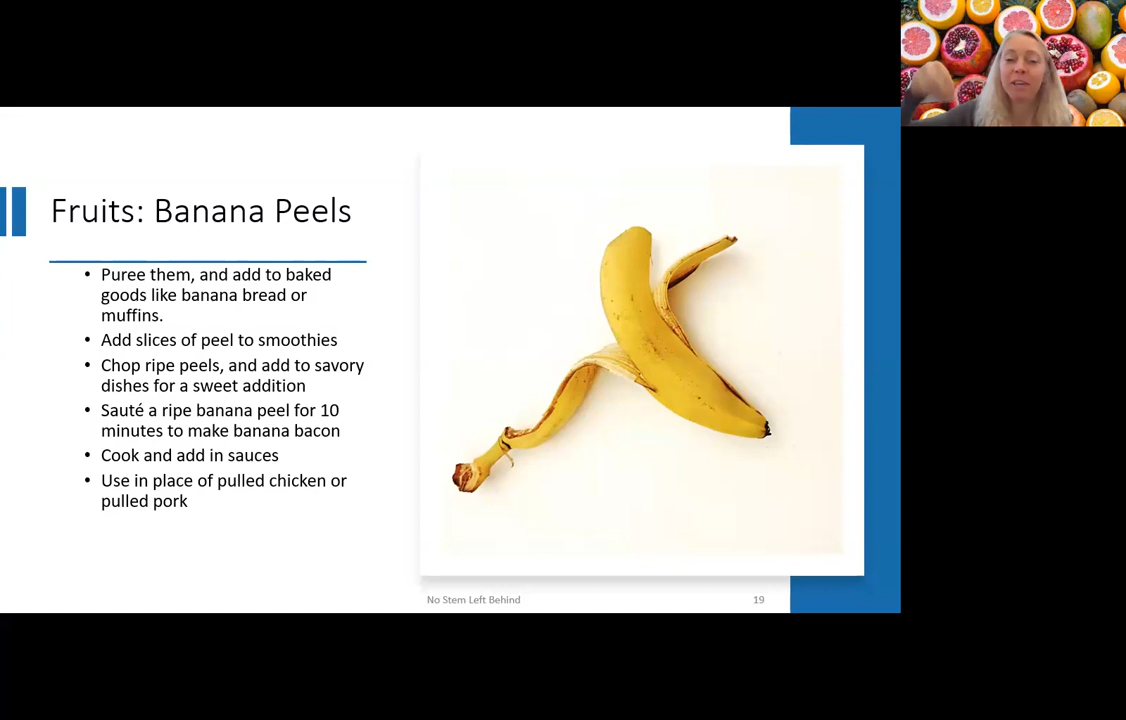 Fruits: Banana Peels
• Puree them, and add to baked
goods like banana bread or
muffins.
• Add slices of peel to smoothies
• Chop ripe peels, and add to savory
dishes for a sweet addition
• Sauté a ripe banana peel for 10
minutes to make banana bacon
• Cook and add in sauces
• Use in place of pulled chicken or
pulled pork
No Stem Left Behind
19